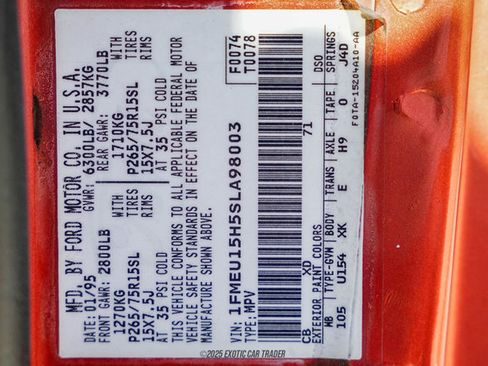 MFD. BY FORD MOTOR CO. IN U.S.A.
DATE: 01/95 GVWR: 6300LB/ 2857KG
FRONT GAWR: 2800LB REAR GAWR: 3770LB
1270KG WITH 1710KG WITH
P265/75R15SL TIRES P265/75R15SL TIRES
15X7.5J RIMS 15X7.5J RIMS
AT 35 PSI COLD AT 35 PSI COLD
THIS VEHICLE CONFORMS TO ALL APPLICABLE FEDERAL MOTOR
VEHICLE SAFETY STANDARDS IN EFFECT ON THE DATE OF
MANUFACTURE SHOWN ABOVE.
VIN: 1FMEU15H5SLA98003 F0074
TYPE: MPV T0078
CB XD 71
EXTERIOR PAINT COLORS DSO
WB TYPE-GVM BODY TRANS AXLE TAPE SPRINGS
105 U154 XK E H9 O J4D
F0TA-15204A10-AA
©2025 EXOTIC CAR TRADER